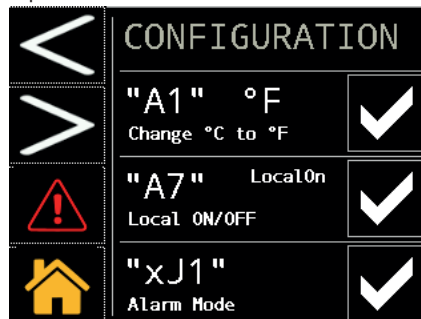 CONFIGURATION
"A1" °F
Change °C to °F
"A7" LocalOn
Local ON/OFF
"xJ1"
Alarm Mode